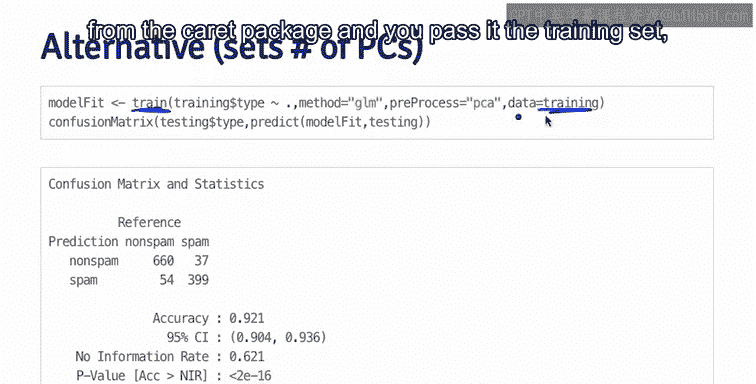 from the caret package and you pass it the training set,
Alternative (sets # of PCs)
modelFit <- train(training$type ~ .,method="glm",preProcess="pca",data=training)
confusionMatrix(testing$type,predict(modelFit,testing))
Confusion Matrix and Statistics
Reference
Prediction nonspam spam
nonspam 660 37
spam 54 399
Accuracy : 0.921
95% CI : (0.904, 0.936)
No Information Rate : 0.621
P-Value [Acc > NIR] : <2e-16